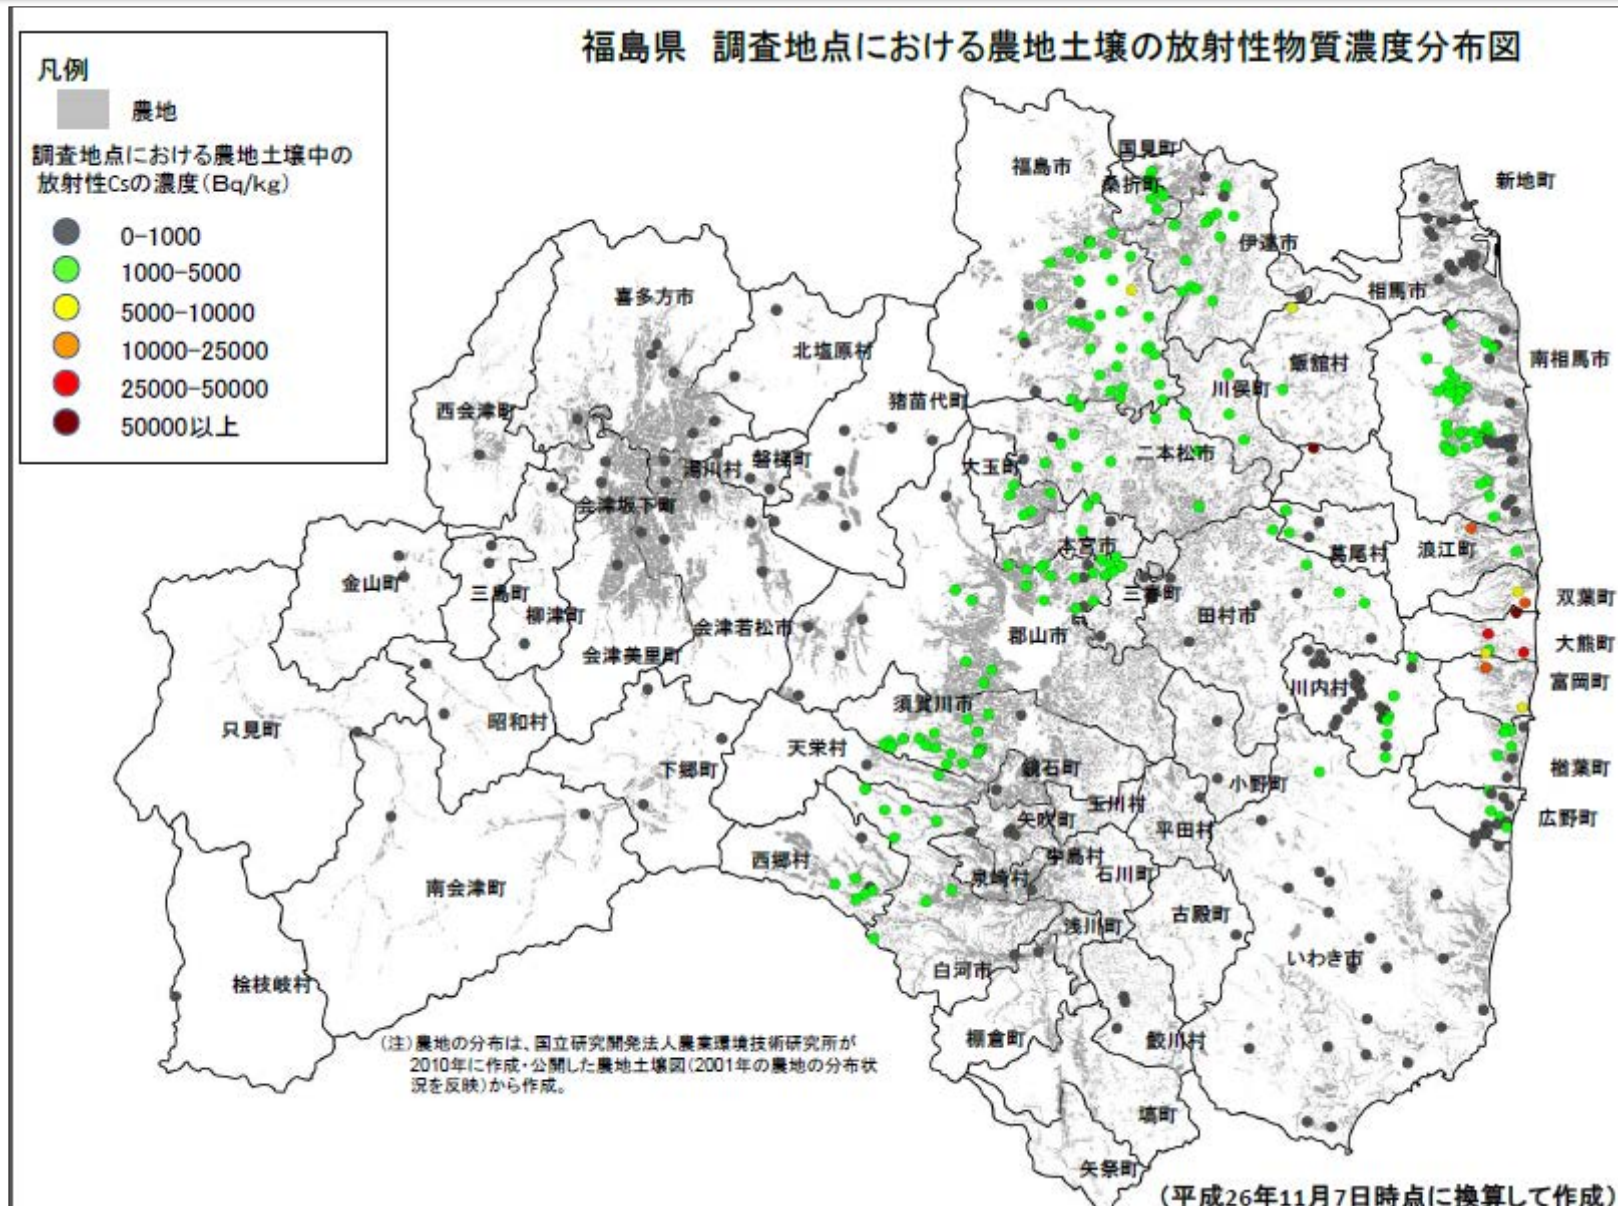 福島県　調査地点における農地土壌の放射性物質濃度分布図
凡例
農地
調査地点における農地土壌中の
放射性Csの濃度(Bq/kg)
0-1000
1000-5000
5000-10000
10000-25000
25000-50000
50000以上
国見町
福島市
桑折町
新地町
伊達市
相馬市
喜多方市
北塩原村
飯舘村
南相馬市
川俣町
西会津町
猪苗代町
二本松市
大玉町
湯川村
磐梯町
会津坂下町
本宮市
葛尾村
浪江町
金山町
三島町
柳津町
三春町
双葉町
田村市
会津若松市
郡山市
大熊町
会津美里町
川内村
富岡町
須賀川市
只見町
昭和村
天栄村
下郷町
鏡石町
楢葉町
小野町
玉川村
矢吹町
平田村
広野町
西郷村
中島村
泉崎村
石川町
南会津町
古殿町
浅川町
いわき市
白河市
桧枝岐村
棚倉町
鮫川村
(注)農地の分布は、国立研究開発法人農業環境技術研究所が
2010年に作成・公開した農地土壌図(2001年の農地の分布状
況を反映)から作成。
塙町
矢祭町
(平成26年11月7日時点に換算して作成)